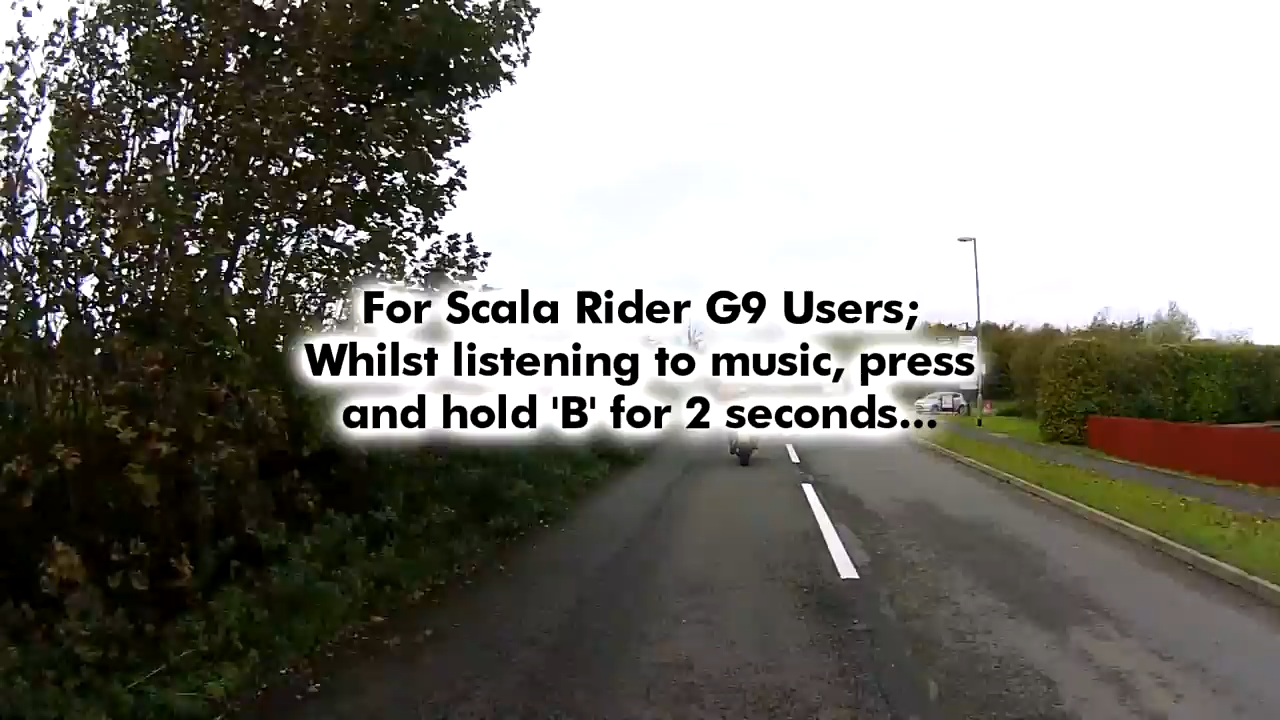 For Scala Rider G9 Users;
Whilst listening to music, press
and hold 'B' for 2 seconds...